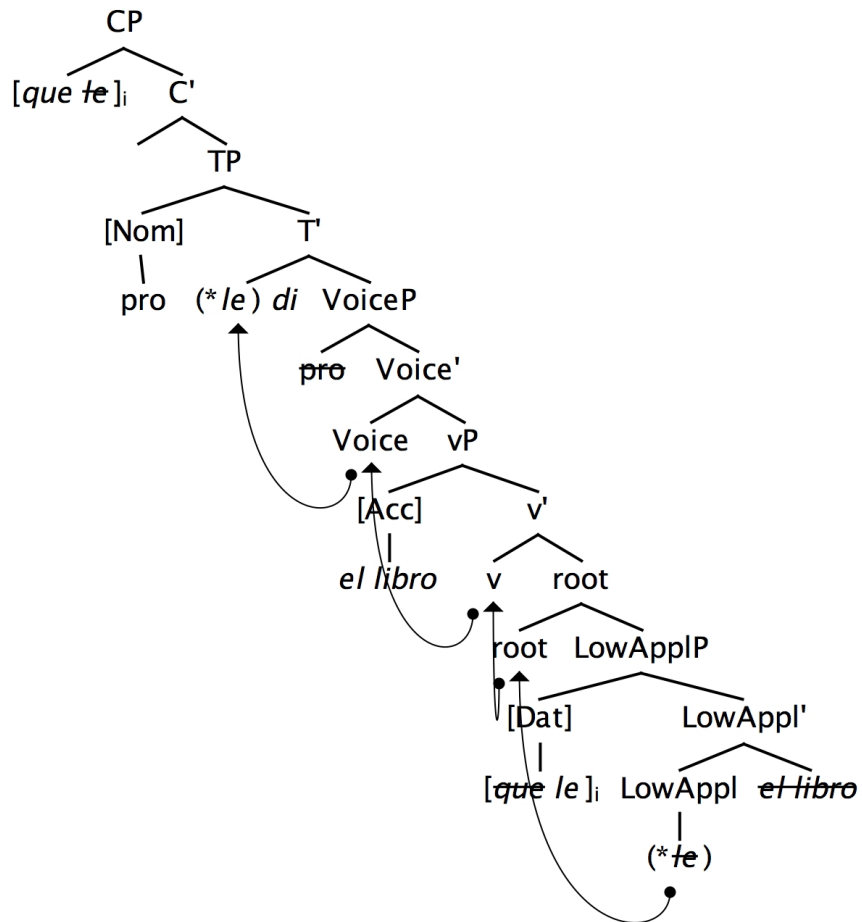 CP
[que le]i C'
TP
[Nom] T'
pro (*le) di VoiceP
pro Voice'
Voice vP
[Acc] v'
el libro v root
root LowApplP
[Dat] LowAppl'
[que le]i LowAppl el libro
(*le)